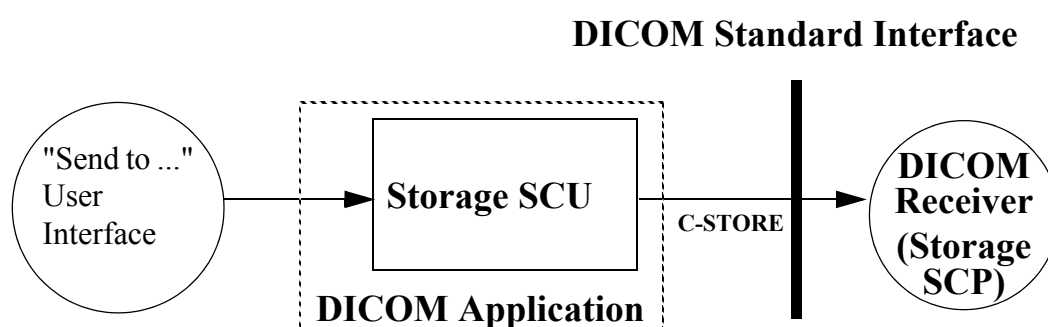 DICOM Standard Interface
"Send to ..."
User
Interface
Storage SCU
DICOM Application
C-STORE
DICOM
Receiver
(Storage
SCP)